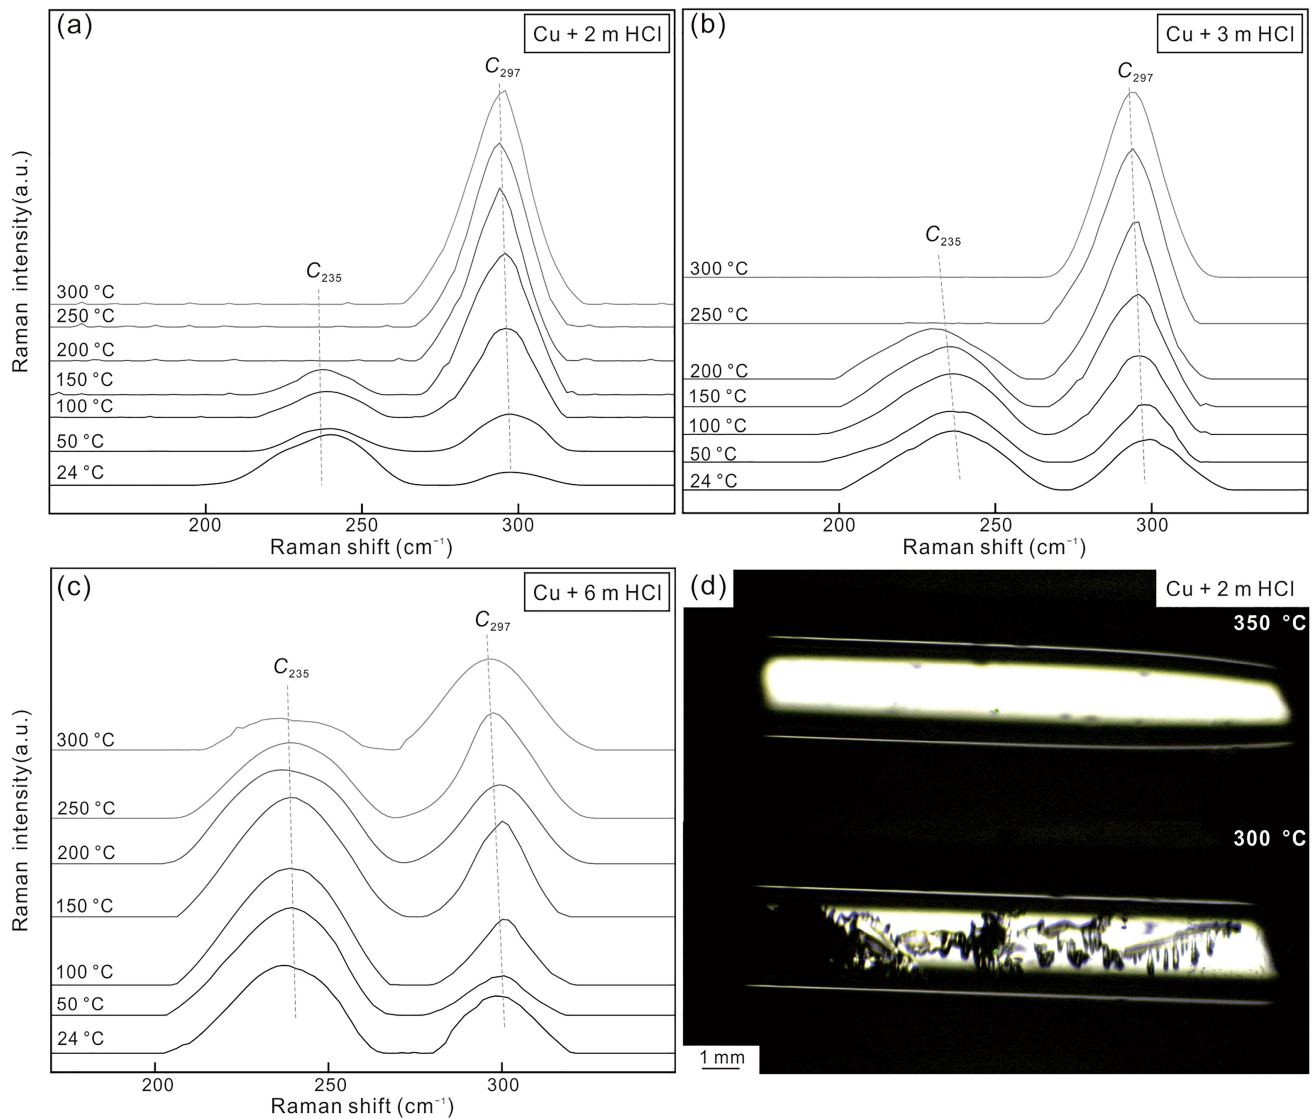 (a)
Cu + 2 m HCl
C297
C235
300 °C
250 °C
200 °C
150 °C
100 °C
50 °C
24 °C
200 250 300
Raman shift (cm⁻¹)
Raman intensity(a.u.)
(b)
Cu + 3 m HCl
C297
C235
300 °C
250 °C
200 °C
150 °C
100 °C
50 °C
24 °C
200 250 300
Raman shift (cm⁻¹)
(c)
Cu + 6 m HCl
C297
C235
300 °C
250 °C
200 °C
150 °C
100 °C
50 °C
24 °C
200 250 300
Raman shift (cm⁻¹)
Raman intensity(a.u.)
(d)
Cu + 2 m HCl
350 °C
300 °C
1 mm